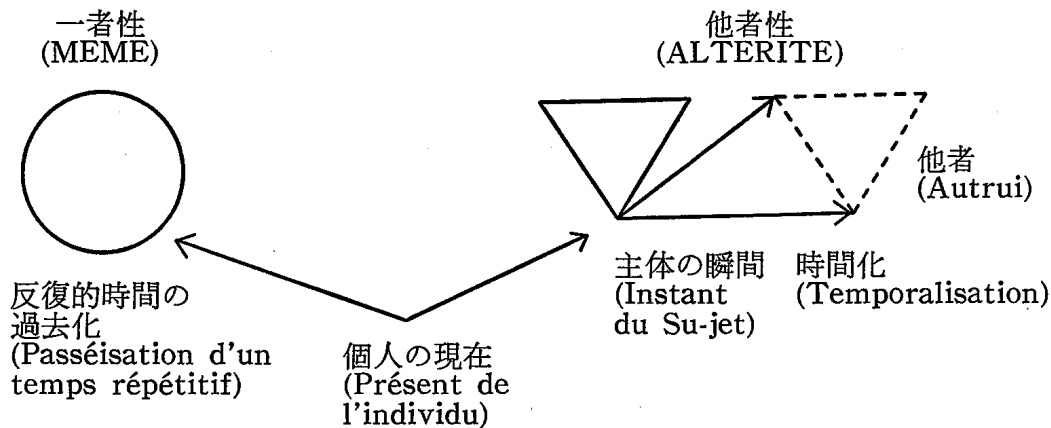 一者性
(MEME)
他者性
(ALTERITE)
他者
(Autrui)
反復的時間の
過去化
(Passéisation d'un
temps répétitif)
個人の現在
(Présent de
l'individu)
主体の瞬間
(Instant
du Su-jet)
時間化
(Temporalisation)